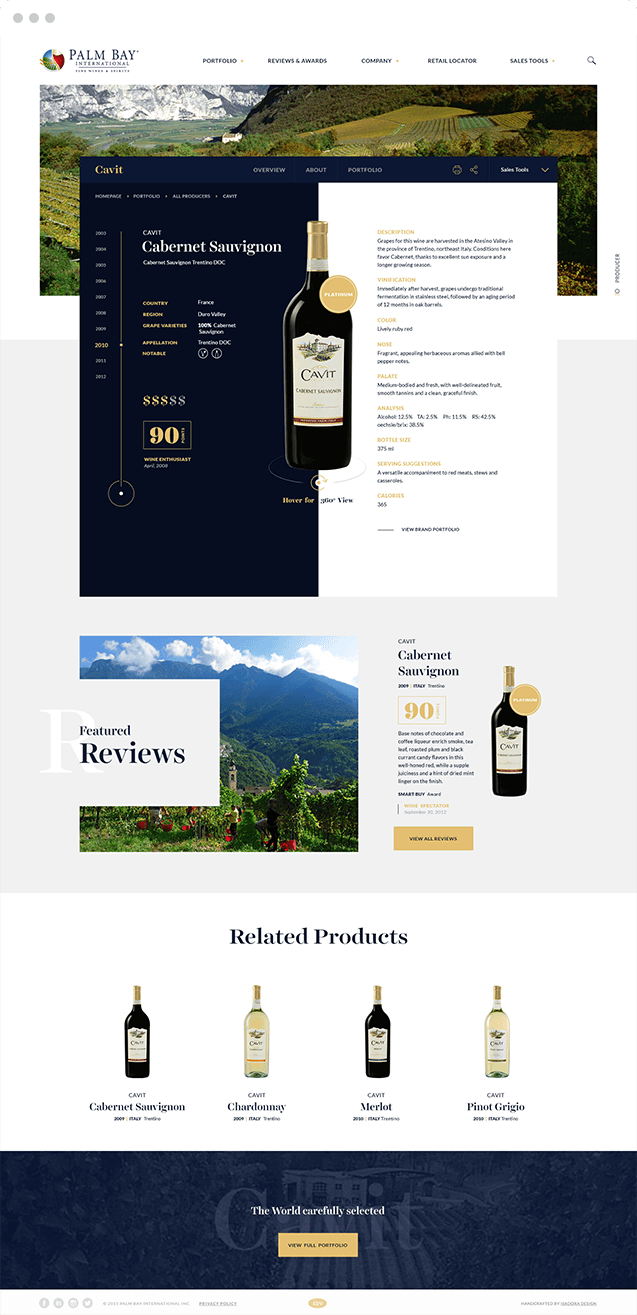 PALM BAY
INTERNATIONAL
FINE WINES & SPIRITS
PORTFOLIO
REVIEWS & AWARDS
COMPANY
RETAIL LOCATOR
SALES TOOLS
Cavit
OVERVIEW
ABOUT
PORTFOLIO
Sales Tools
HOMEPAGE
PORTFOLIO
ALL PRODUCERS
CAVIT
PRODUCER
2003
2004
2005
2006
2007
2008
2009
2010
2011
2012
CAVIT
Cabernet Sauvignon
Cabernet Sauvignon Trentino DOC
COUNTRY France
REGION Duro Valley
GRAPE VARIETIES 100% Cabernet
Sauvignon
APPELLATION Trentino DOC
NOTABLE
$$$$$
90 POINTS
WINE ENTHUSIAST
April, 2008
PLATINUM
CAVIT
CABERNET SAUVIGNON
Hover for 360° View
DESCRIPTION
Grapes for this wine are harvested in the Atesino Valley in
the province of Trentino, northeast Italy. Conditions here
favor Cabernet, thanks to excellent sun exposure and a
longer growing season.
VINIFICATION
Immediately after harvest, grapes undergo traditional
fermentation in stainless steel, followed by an aging period
of 12 months in oak barrels.
COLOR
Lively ruby red
NOSE
Fragrant, appealing herbaceous aromas allied with bell
pepper notes.
PALATE
Medium-bodied and fresh, with well-delineated fruit,
smooth tannins and a clean, graceful finish.
ANALYSIS
Alcohol: 12.5% TA: 2.5% Ph: 11.5% RS: 42.5%
oechsle/brix: 38.5%
BOTTLE SIZE
375 ml
SERVING SUGGESTIONS
A versatile accompaniment to red meats, stews and
casseroles.
CALORIES
365
VIEW BRAND PORTFOLIO
R
Featured
Reviews
CAVIT
Cabernet
Sauvignon
2009 | ITALY Trentino
90 POINTS
Base notes of chocolate and
coffee liqueur enrich smoke, tea
leaf, roasted plum and black
currant candy flavors in this
well-honed red, while a supple
juiciness and a hint of dried mint
linger on the finish.
SMART BUY Award
WINE SPECTATOR
September 30, 2012
PLATINUM
CAVIT
VIEW ALL REVIEWS
Related Products
CAVIT
CAVIT
CAVIT
CAVIT
CAVIT
Cabernet Sauvignon
2009 | ITALY Trentino
CAVIT
Chardonnay
2009 | ITALY Trentino
CAVIT
Merlot
2010 | ITALY Trentino
CAVIT
Pinot Grigio
2010 | ITALY Trentino
Cavit
The World carefully selected
VIEW FULL PORTFOLIO
© 2015 PALM BAY INTERNATIONAL INC
PRIVACY POLICY
HANDCRAFTED BY ISADORA DESIGN